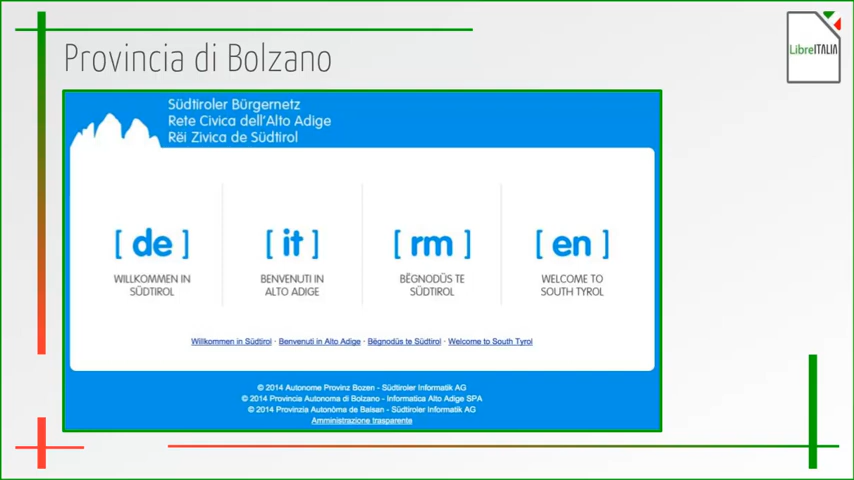 Provincia di Bolzano
LibreITALIA
Südtiroler Bürgernetz
Rete Civica dell'Alto Adige
Rëi Zivica de Südtirol
[ de ]
WILLKOMMEN IN
SÜDTIROL
[ it ]
BENVENUTI IN
ALTO ADIGE
[ rm ]
BËGNODÜS TE
SÜDTIROL
[ en ]
WELCOME TO
SOUTH TYROL
Willkommen in Südtirol · Benvenuti in Alto Adige · Bëgnodüs te Südtirol · Welcome to South Tyrol
© 2014 Autonome Provinz Bozen - Südtiroler Informatik AG
© 2014 Provincia Autonoma di Bolzano - Informatica Alto Adige SPA
© 2014 Provinzia Autonòma de Balsan - Südtiroler Informatik AG
Amministrazione trasparente